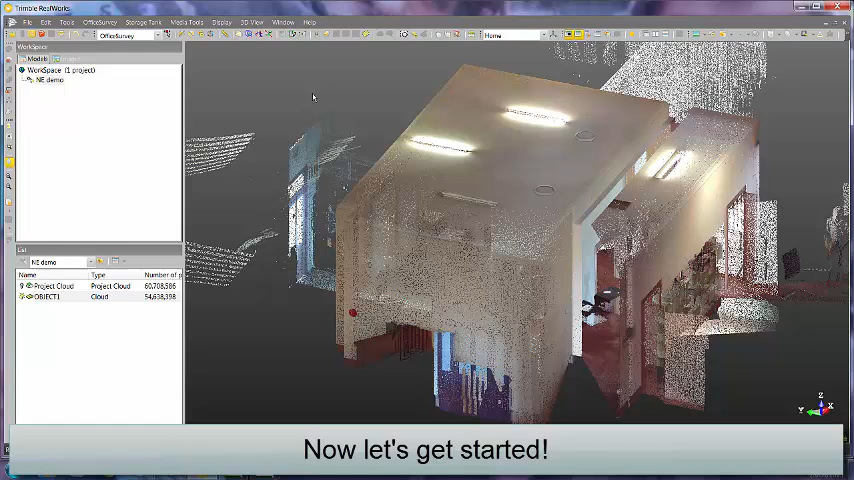 Trimble RealWorks
File Edit Tools OfficeSurvey Storage Tank Media Tools Display 3D View Window Help
OfficeSurvey
Home
WorkSpace
Models
WorkSpace (1 project)
NE demo
List
NE demo
Name Type Number of p
Project Cloud Project Cloud 60,708,586
OBJECT1 Cloud 54,638,398
Z
Y X
Now let's get started!